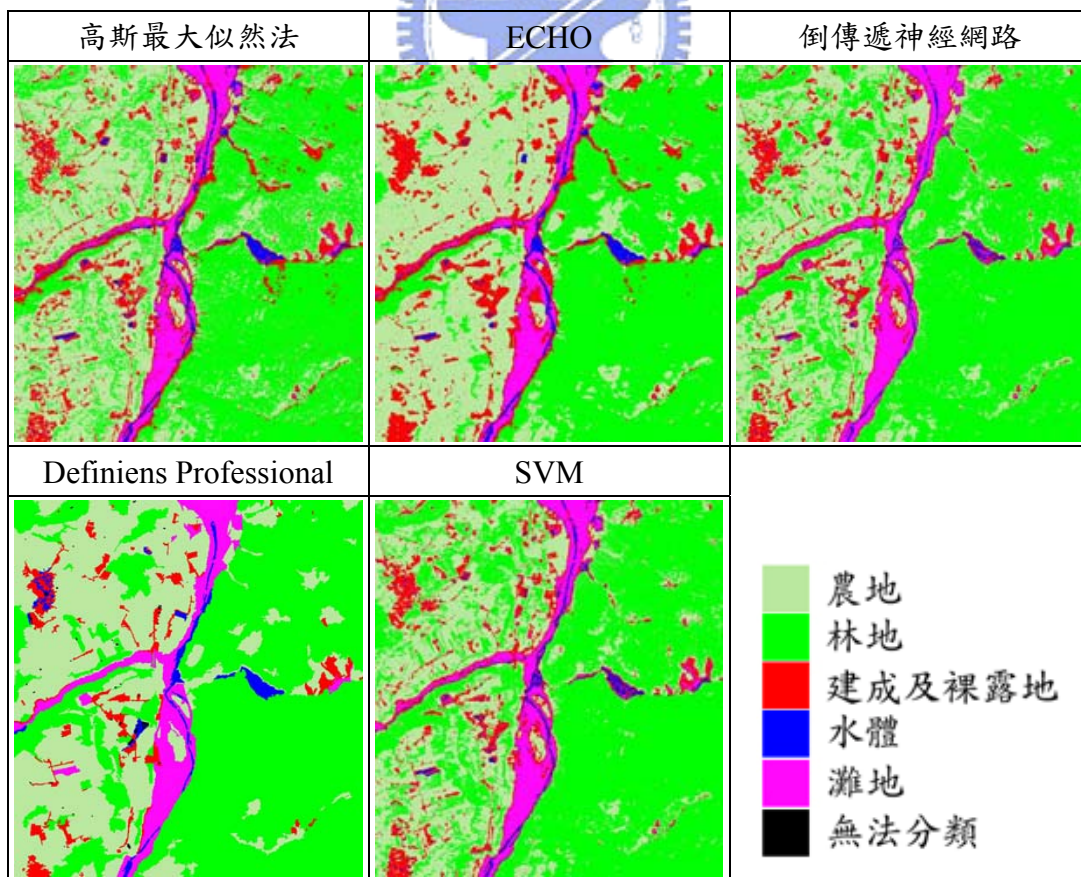 高斯最大似然法
ECHO
倒傳遞神經網路
Definiens Professional
SVM
農地
林地
建成及裸露地
水體
灘地
無法分類